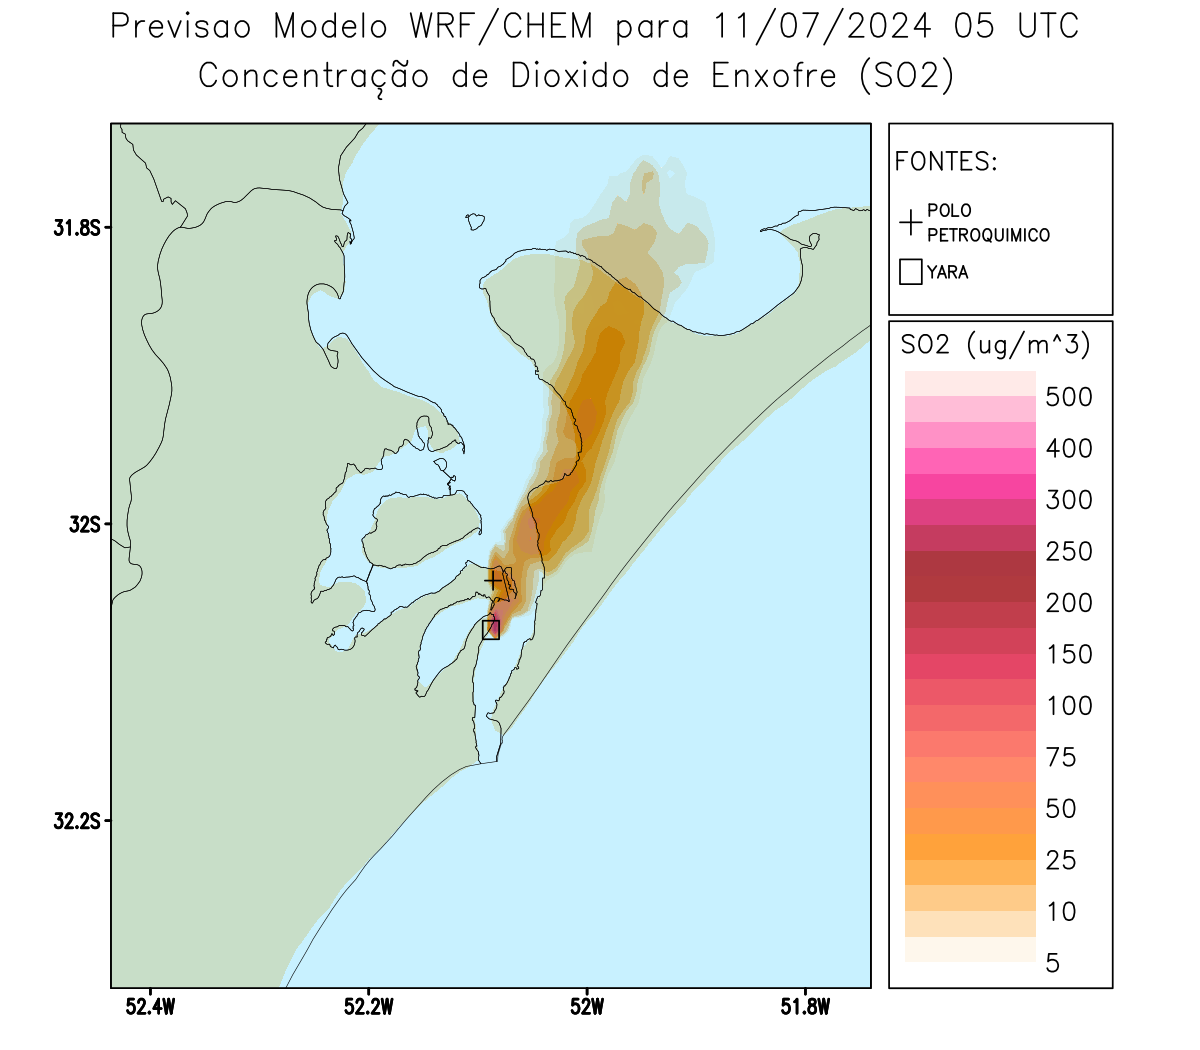 Previsao Modelo WRF/CHEM para 11/07/2024 05 UTC
Concentração de Dioxido de Enxofre (SO2)
FONTES:
POLO
PETROQUIMICO
YARA
SO2 (ug/m^3)
500
400
300
250
200
150
100
75
50
25
10
5
31.8S
32S
32.2S
52.4W
52.2W
52W
51.8W